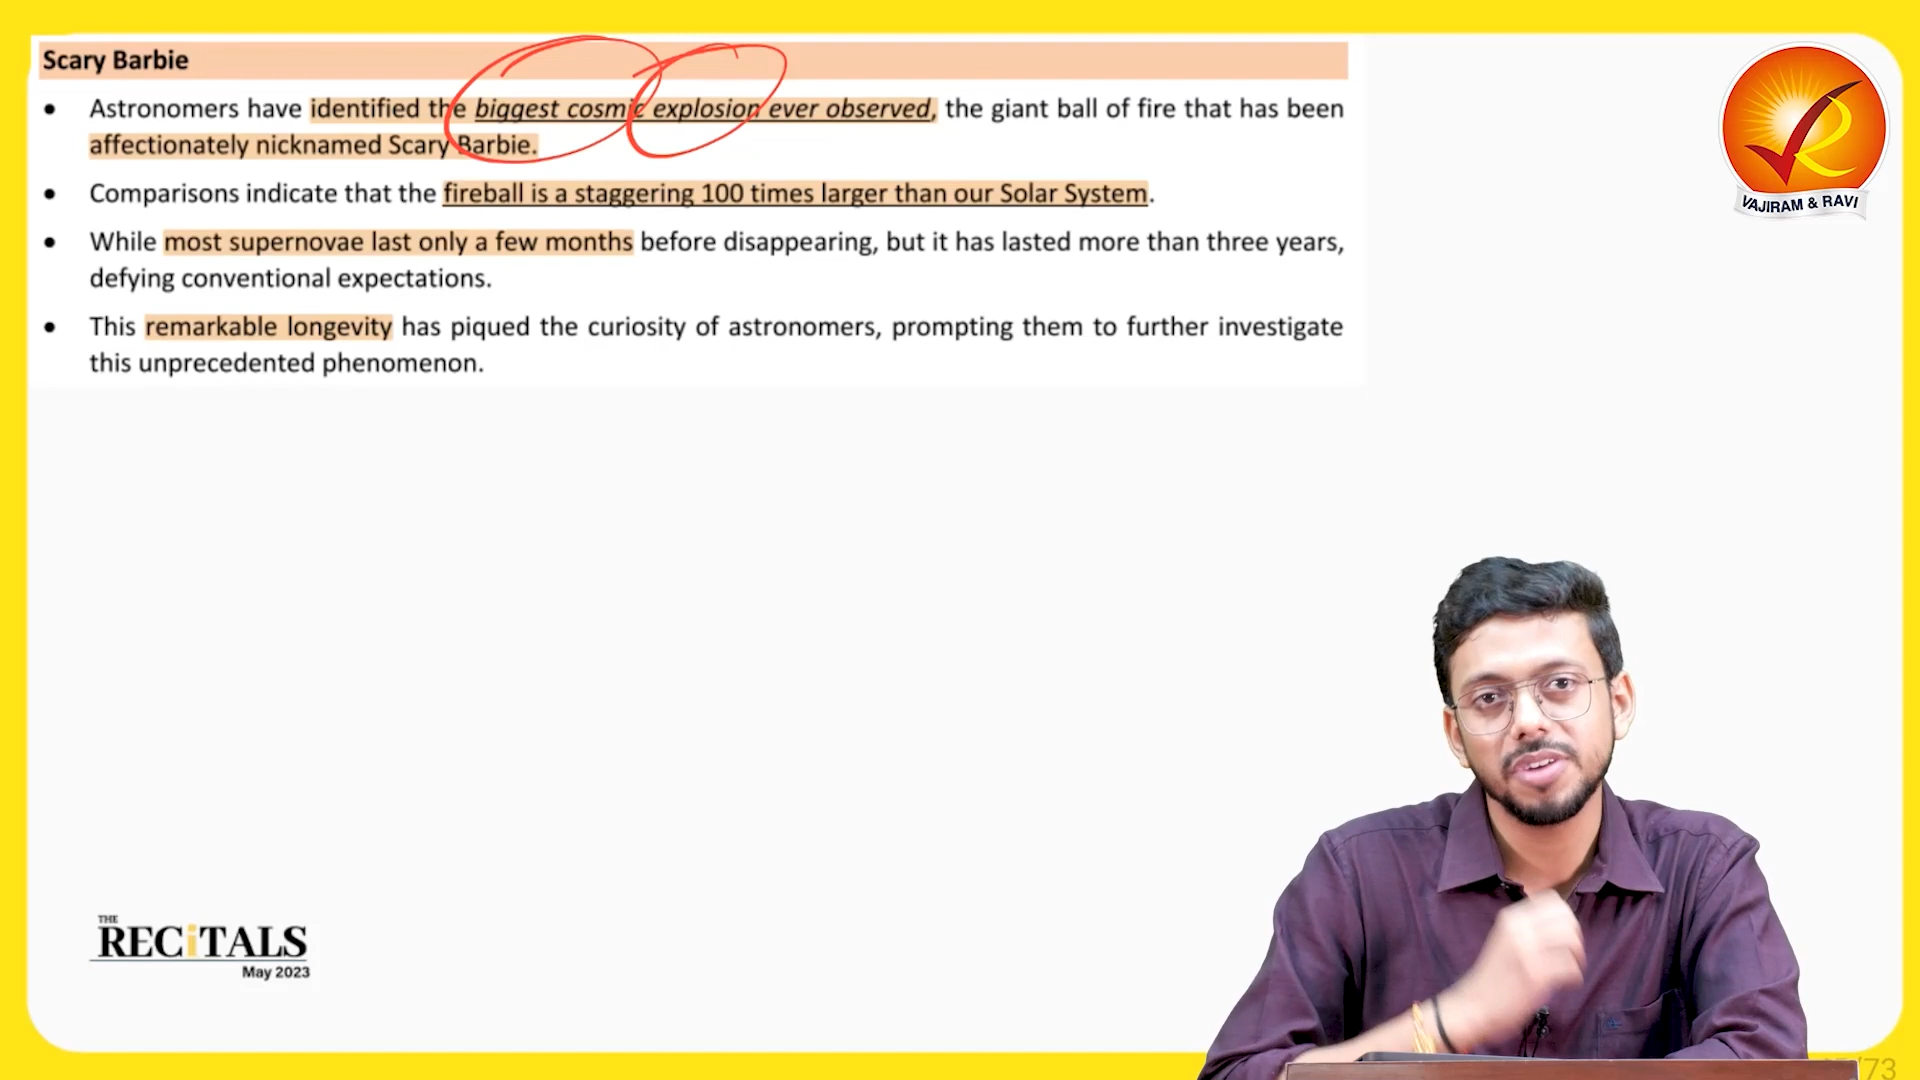 Scary Barbie
• Astronomers have identified the biggest cosmic explosion ever observed, the giant ball of fire that has been
affectionately nicknamed Scary Barbie.
• Comparisons indicate that the fireball is a staggering 100 times larger than our Solar System.
• While most supernovae last only a few months before disappearing, but it has lasted more than three years,
defying conventional expectations.
• This remarkable longevity has piqued the curiosity of astronomers, prompting them to further investigate
this unprecedented phenomenon.
VAJIRAM & RAVI
THE
RECiTALS
May 2023
/73